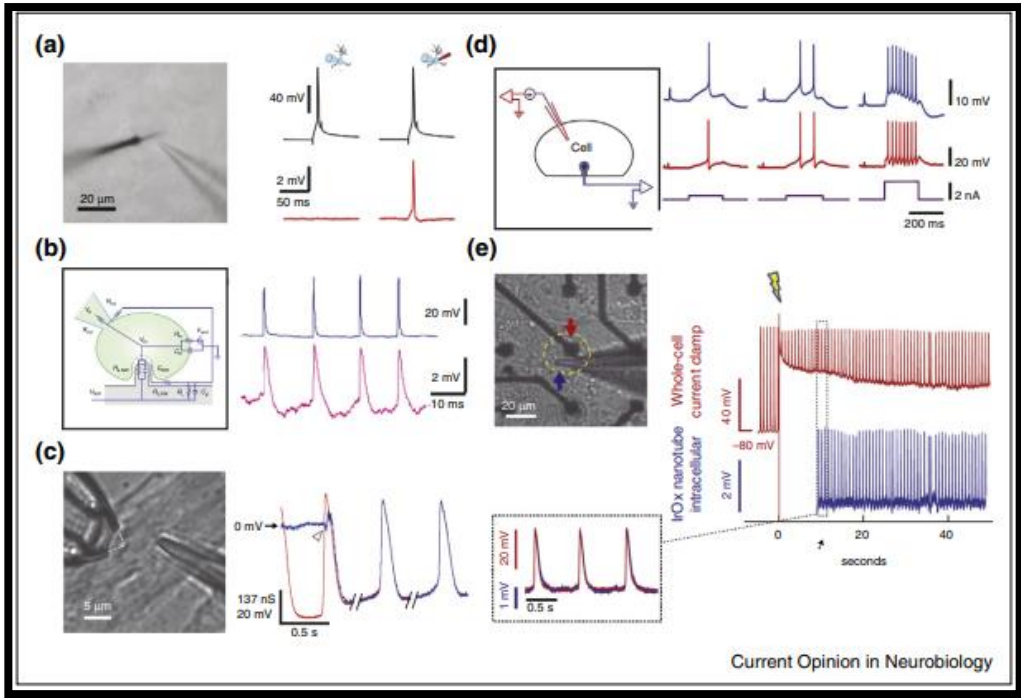 (a)
20 µm
40 mV
2 mV
50 ms
(d)
Cell
10 mV
20 mV
2 nA
200 ms
(b)
20 mV
2 mV
10 ms
(e)
20 µm
Whole-cell
current clamp
40 mV
−80 mV
IrOx nanotube
intracellular
2 mV
0
20
40
seconds
20 mV
1 mV
0.5 s
(c)
5 µm
0 mV
137 nS
20 mV
0.5 s
Current Opinion in Neurobiology